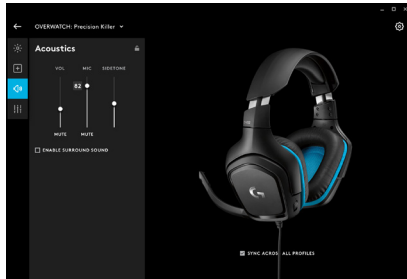 OVERWATCH: Precision Killer
Acoustics
VOL MIC SIDETONE
82
MUTE MUTE
ENABLE SURROUND SOUND
G
SYNC ACROSS ALL PROFILES